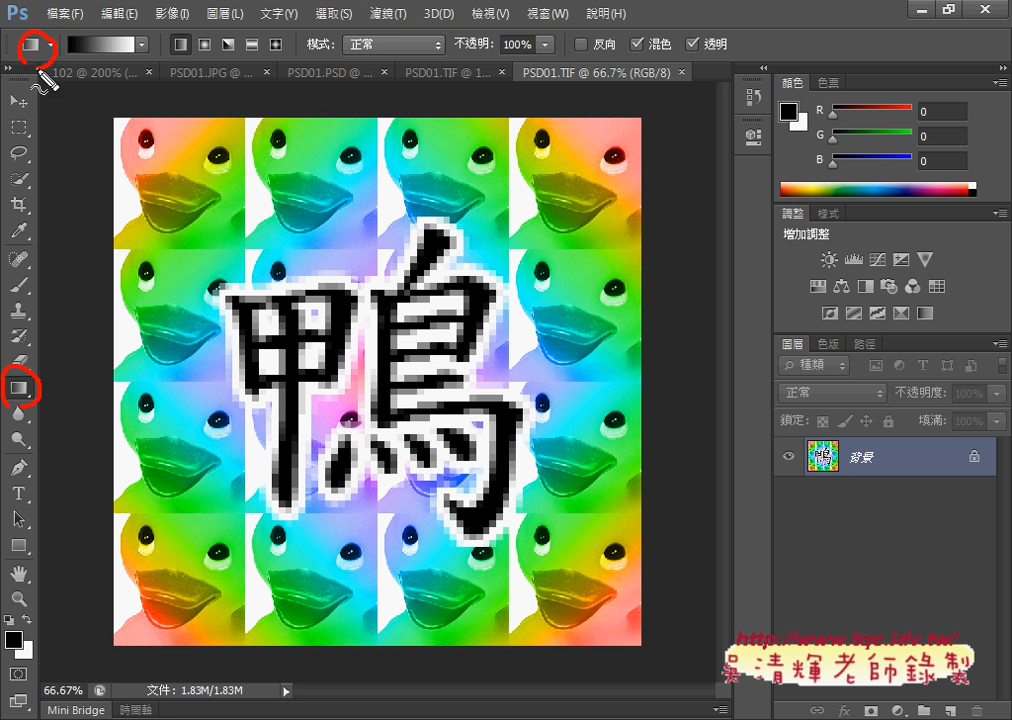 Ps 檔案(F) 編輯(E) 影像(I) 圖層(L) 文字(Y) 選取(S) 濾鏡(T) 3D(D) 檢視(V) 視窗(W) 說明(H)
模式: 正常 不透明: 100% 反向 混色 透明
102 @ 200% (... × PSD01.JPG @ ... × PSD01.PSD @ ... × PSD01.TIF @ 1... × PSD01.TIF @ 66.7% (RGB/8) ×
顏色 色票
R 0
G 0
B 0
調整 樣式
增加調整
圖層 色版 路徑
種類
正常 不透明度: 100%
鎖定: 填滿: 100%
背景
甲鴨
http://www.tqc.idv.tw/
吳清輝老師錄製
66.67% 文件: 1.83M/1.83M
Mini Bridge 時間軸